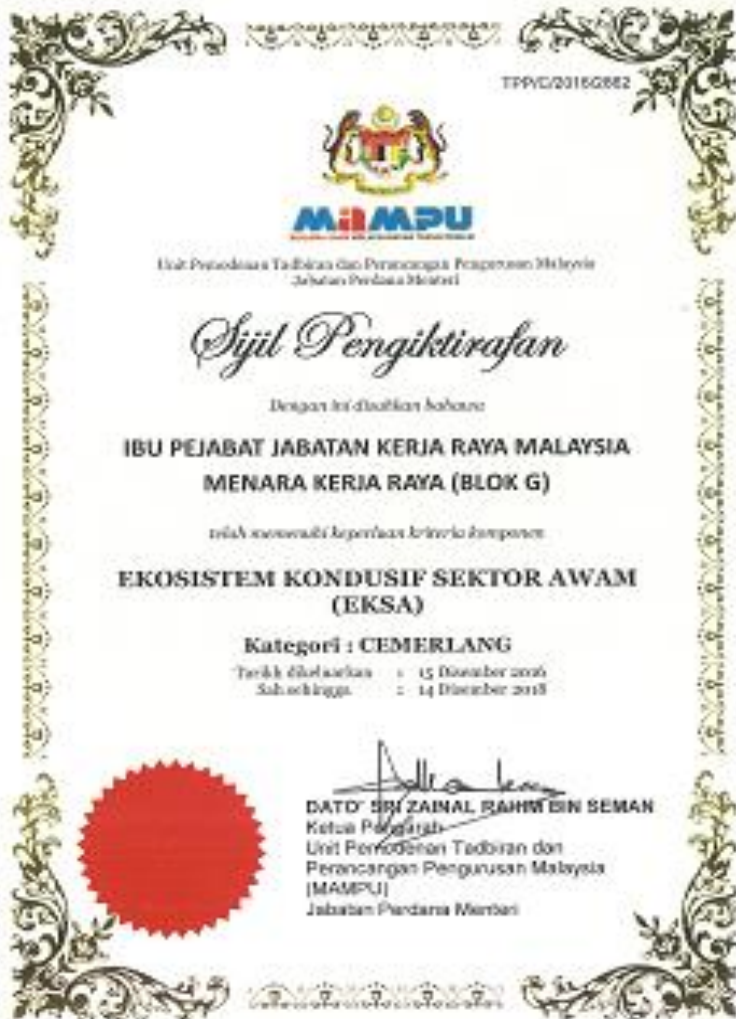 TPP/E/2016/2862
MAMPU
Unit Pemodenan Tadbiran dan Perancangan Pengurusan Malaysia
Jabatan Perdana Menteri
Sijil Pengiktirafan
Dengan ini disahkan bahawa
IBU PEJABAT JABATAN KERJA RAYA MALAYSIA
MENARA KERJA RAYA (BLOK G)
telah memenuhi keperluan kriteria komponen
EKOSISTEM KONDUSIF SEKTOR AWAM
(EKSA)
Kategori : CEMERLANG
Tarikh dikeluarkan : 15 Disember 2016
Sah sehingga : 14 Disember 2018
DATO' SRI ZAINAL RAHIM BIN SEMAN
Ketua Pengarah
Unit Pemodenan Tadbiran dan
Perancangan Pengurusan Malaysia
(MAMPU)
Jabatan Perdana Menteri